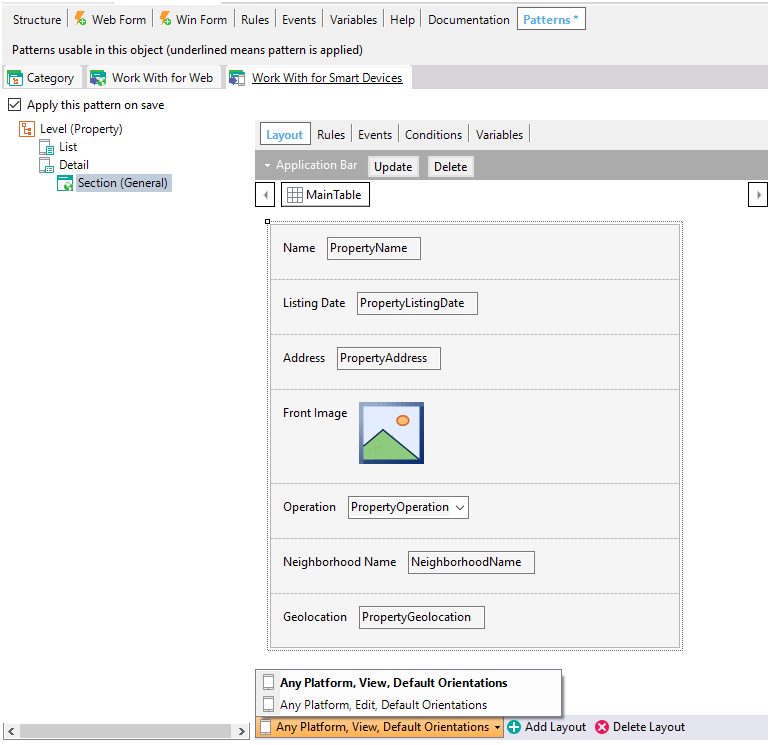 Structure Web Form Win Form Rules Events Variables Help Documentation Patterns *
Patterns usable in this object (underlined means pattern is applied)
Category Work With for Web Work With for Smart Devices
Apply this pattern on save
Level (Property)
List
Detail
Section (General)
Layout Rules Events Conditions Variables
Application Bar Update Delete
MainTable
Name PropertyName
Listing Date PropertyListingDate
Address PropertyAddress
Front Image
Operation PropertyOperation
Neighborhood Name NeighborhoodName
Geolocation PropertyGeolocation
Any Platform, View, Default Orientations
Any Platform, Edit, Default Orientations
Any Platform, View, Default Orientations Add Layout Delete Layout